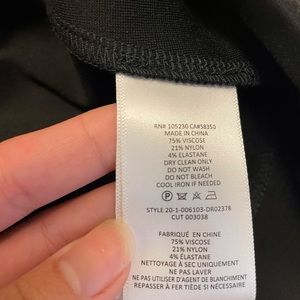 RN# 105230 CA#58350
MADE IN CHINA
75% VISCOSE
21% NYLON
4% ELASTANE
DRY CLEAN ONLY
DO NOT WASH
DO NOT BLEACH
COOL IRON IF NEEDED
STYLE 20-1-006103-DR02378
CUT 003038
FABRIQUÉ EN CHINE
75% VISCOSE
21% NYLON
4% ÉLASTANE
NETTOYAGE À SEC UNIQUEMENT
NE PAS LAVER
NE PAS UTILISER D'AGENT DE BLANCHIMENT
REPASSER À FER TIÈDE SI NÉCESSAIRE